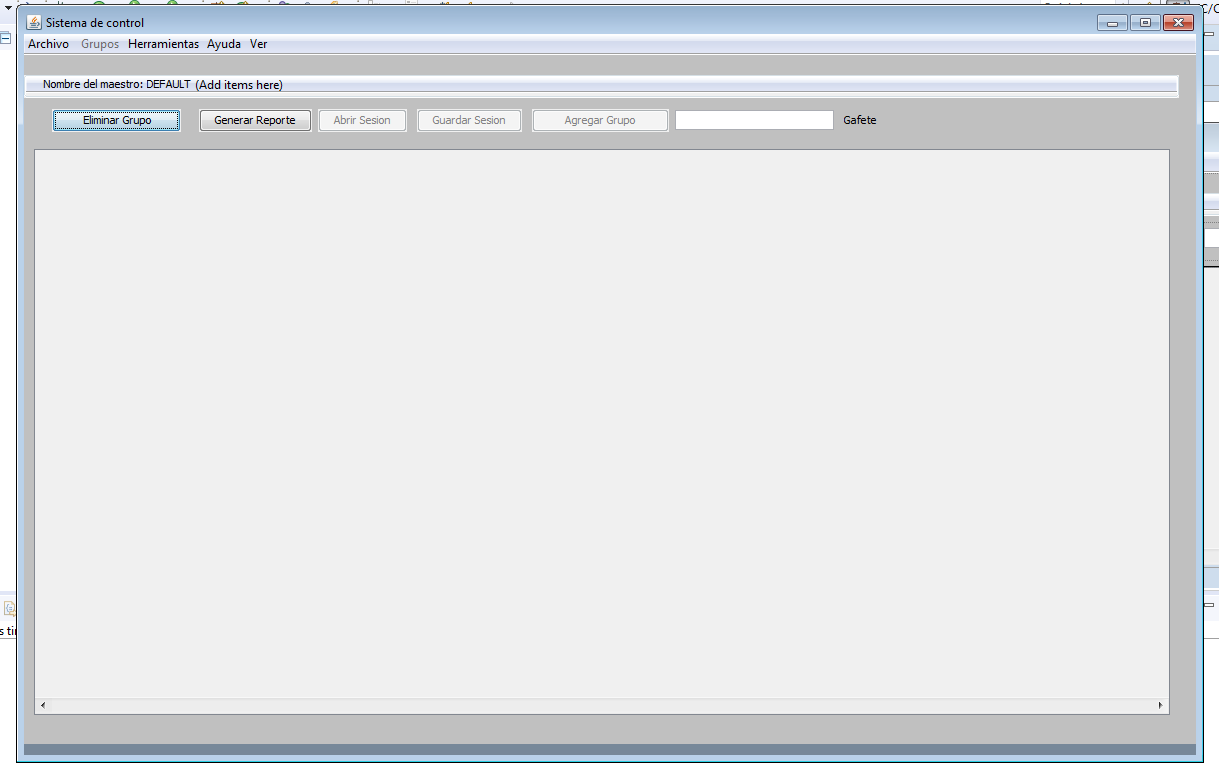 Sistema de control
Archivo Grupos Herramientas Ayuda Ver
Nombre del maestro: DEFAULT (Add items here)
Eliminar Grupo Generar Reporte Abrir Sesion Guardar Sesion Agregar Grupo Gafete